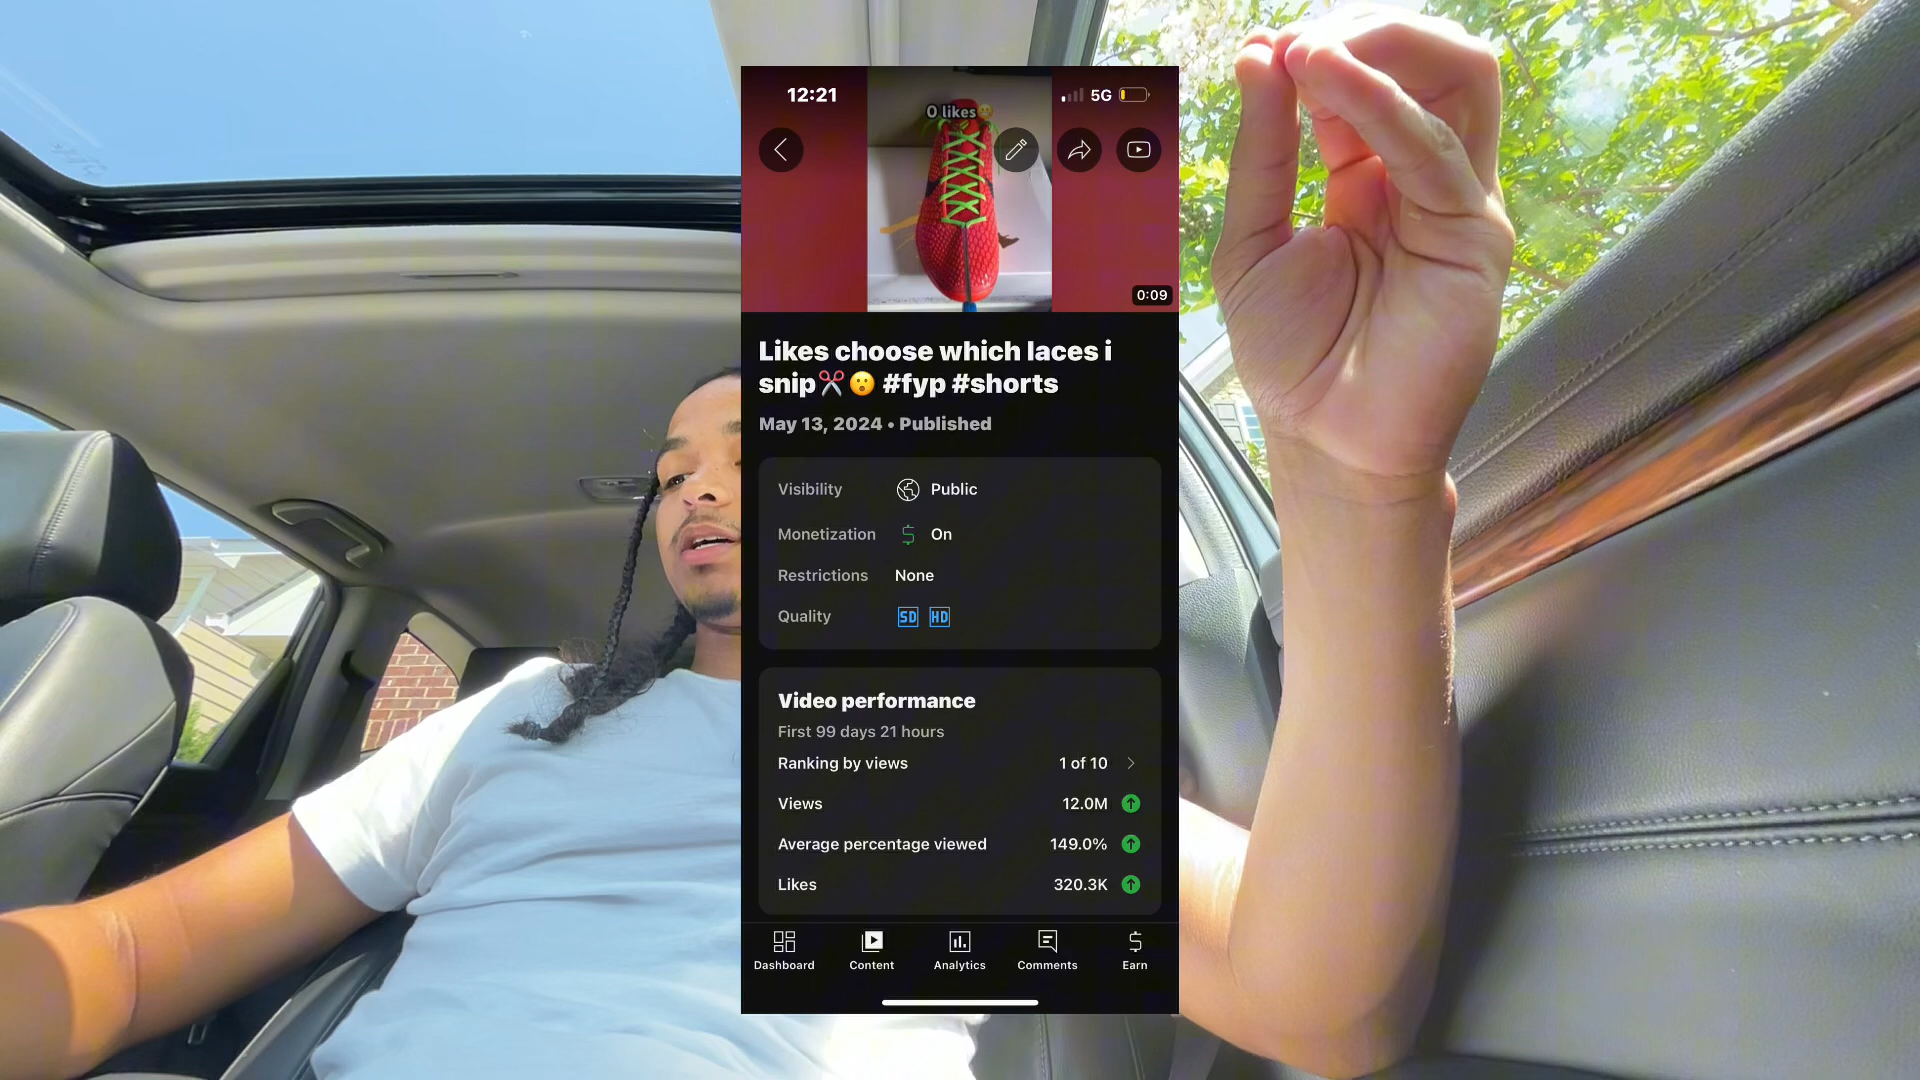 12:21
5G
0 likes😬
0:09
Likes choose which laces i
snip✂️😮 #fyp #shorts
May 13, 2024 • Published
Visibility Public
Monetization On
Restrictions None
Quality SD HD
Video performance
First 99 days 21 hours
Ranking by views 1 of 10
Views 12.0M
Average percentage viewed 149.0%
Likes 320.3K
Dashboard Content Analytics Comments Earn